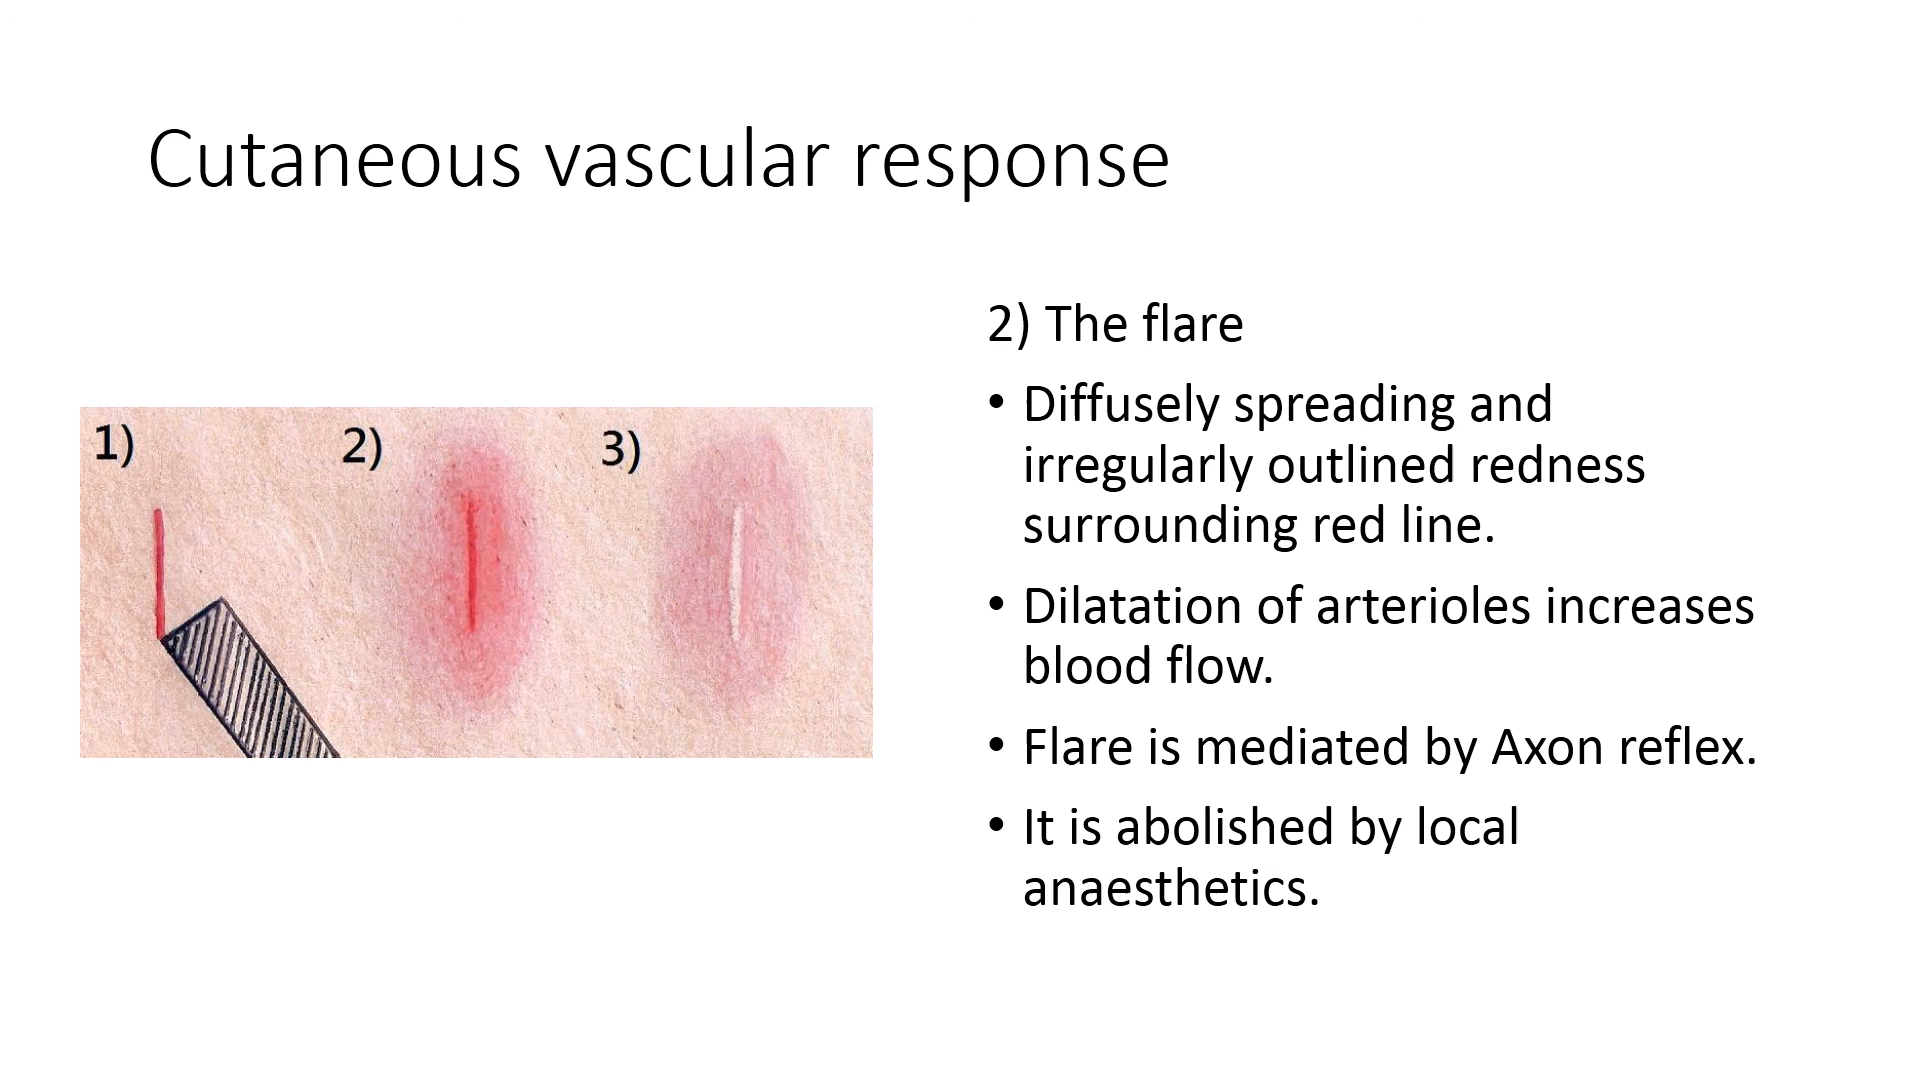 Cutaneous vascular response
1)
2)
3)
2) The flare
• Diffusely spreading and
irregularly outlined redness
surrounding red line.
• Dilatation of arterioles increases
blood flow.
• Flare is mediated by Axon reflex.
• It is abolished by local
anaesthetics.